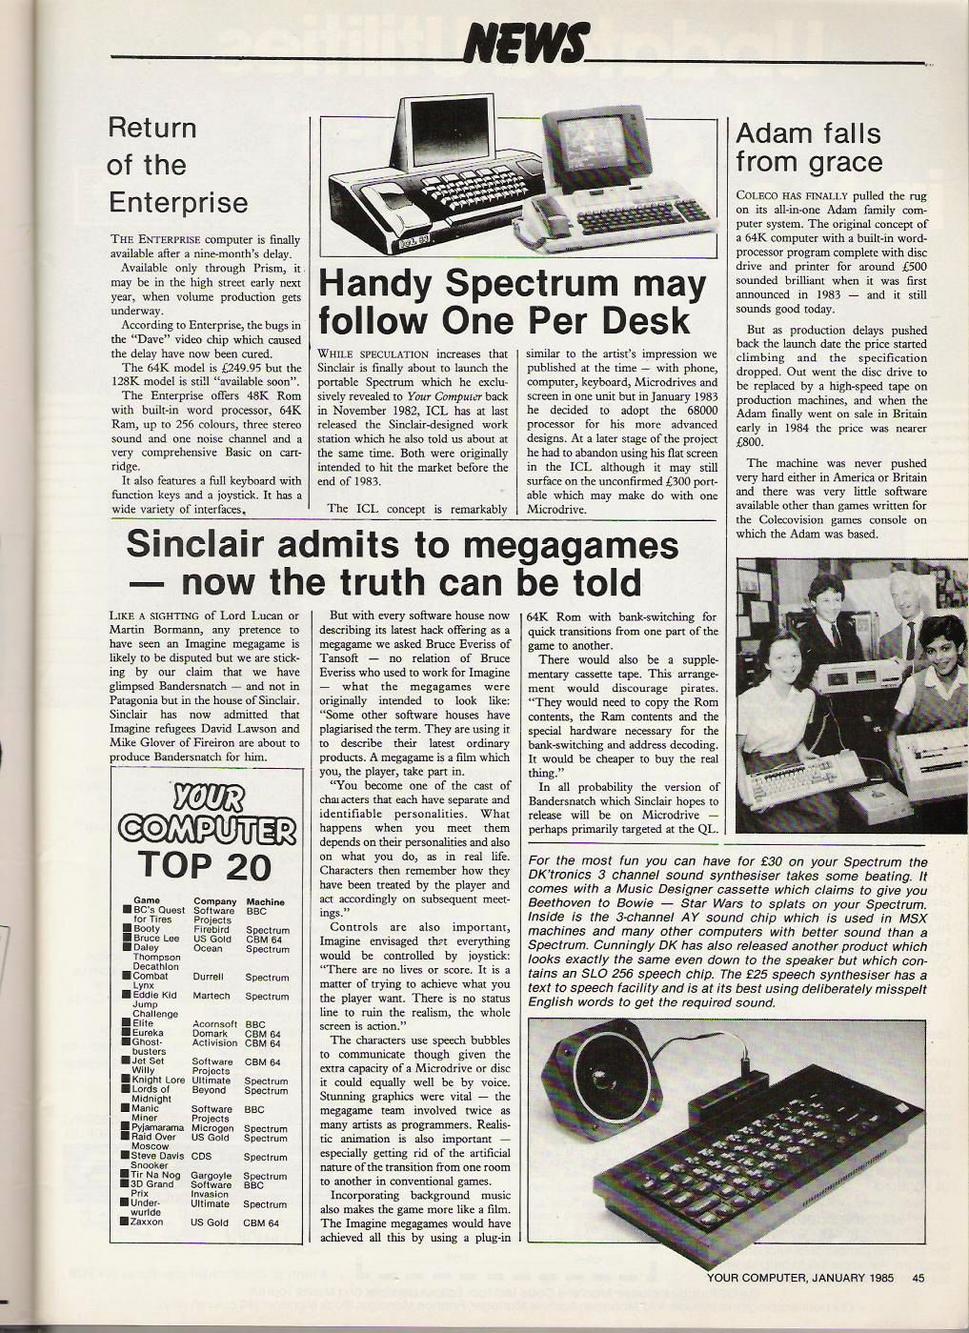 NEWS
Return
of the
Enterprise
THE ENTERPRISE computer is finally
available after a nine-month's delay.
Available only through Prism, it
may be in the high street early next
year, when volume production gets
underway.
According to Enterprise, the bugs in
the "Dave" video chip which caused
the delay have now been cured.
The 64K model is £249.95 but the
128K model is still "available soon".
The Enterprise offers 48K Rom
with built-in word processor, 64K
Ram, up to 256 colours, three stereo
sound and one noise channel and a
very comprehensive Basic on cart-
ridge.
It also features a full keyboard with
function keys and a joystick. It has a
wide variety of interfaces.
Handy Spectrum may
follow One Per Desk
WHILE SPECULATION increases that
Sinclair is finally about to launch the
portable Spectrum which he exclu-
sively revealed to Your Computer back
in November 1982, ICL has at last
released the Sinclair-designed work
station which he also told us about at
the same time. Both were originally
intended to hit the market before the
end of 1983.
The ICL concept is remarkably
similar to the artist's impression we
published at the time — with phone,
computer, keyboard, Microdrives and
screen in one unit but in January 1983
he decided to adopt the 68000
processor for his more advanced
designs. At a later stage of the project
he had to abandon using his flat screen
in the ICL although it may still
surface on the unconfirmed £300 port-
able which may make do with one
Microdrive.
Adam falls
from grace
COLECO HAS FINALLY pulled the rug
on its all-in-one Adam family com-
puter system. The original concept of
a 64K computer with a built-in word-
processor program complete with disc
drive and printer for around £500
sounded brilliant when it was first
announced in 1983 — and it still
sounds good today.
But as production delays pushed
back the launch date the price started
climbing and the specification
dropped. Out went the disc drive to
be replaced by a high-speed tape on
production machines, and when the
Adam finally went on sale in Britain
early in 1984 the price was nearer
£800.
The machine was never pushed
very hard either in America or Britain
and there was very little software
available other than games written for
the Colecovision games console on
which the Adam was based.
Sinclair admits to megagames
— now the truth can be told
LIKE A SIGHTING of Lord Lucan or
Martin Bormann, any pretence to
have seen an Imagine megagame is
likely to be disputed but we are stick-
ing by our claim that we have
glimpsed Bandersnatch — and not in
Patagonia but in the house of Sinclair.
Sinclair has now admitted that
Imagine refugees David Lawson and
Mike Glover of Fireiron are about to
produce Bandersnatch for him.
But with every software house now
describing its latest hack offering as a
megagame we asked Bruce Everiss of
Tansoft — no relation of Bruce
Everiss who used to work for Imagine
— what the megagames were
originally intended to look like:
"Some other software houses have
plagiarised the term. They are using it
to describe their latest ordinary
products. A megagame is a film which
you, the player, take part in.
"You become one of the cast of
characters that each have separate and
identifiable personalities. What
happens when you meet them
depends on their personalities and also
on what you do, as in real life.
Characters then remember how they
have been treated by the player and
act accordingly on subsequent meet-
ings."
Controls are also important,
Imagine envisaged that everything
would be controlled by joystick:
"There are no lives or score. It is a
matter of trying to achieve what you
the player want. There is no status
line to ruin the realism, the whole
screen is action."
The characters use speech bubbles
to communicate though given the
extra capacity of a Microdrive or disc
it could equally well be by voice.
Stunning graphics were vital — the
megagame team involved twice as
many artists as programmers. Realis-
tic animation is also important —
especially getting rid of the artificial
nature of the transition from one room
to another in conventional games.
Incorporating background music
also makes the game more like a film.
The Imagine megagames would have
achieved all this by using a plug-in
64K Rom with bank-switching for
quick transitions from one part of the
game to another.
There would also be a supple-
mentary cassette tape. This arrange-
ment would discourage pirates.
"They would need to copy the Rom
contents, the Ram contents and the
special hardware necessary for the
bank-switching and address decoding.
It would be cheaper to buy the real
thing."
In all probability the version of
Bandersnatch which Sinclair hopes to
release will be on Microdrive —
perhaps primarily targeted at the QL.
YOUR
COMPUTER
TOP 20
Game Company Machine
BC's Quest Software BBC
for Tires Projects
Booty Firebird Spectrum
Bruce Lee US Gold CBM 64
Daley Ocean Spectrum
Thompson
Decathlon
Combat Durrell Spectrum
Lynx
Eddie Kid Martech Spectrum
Jump
Challenge
Elite Acornsoft BBC
Eureka Domark CBM 64
Ghost- Activision CBM 64
busters
Jet Set Software CBM 64
Willy Projects
Knight Lore Ultimate Spectrum
Lords of Beyond Spectrum
Midnight
Manic Software BBC
Miner Projects
Pyjamarama Microgen Spectrum
Raid Over US Gold Spectrum
Moscow
Steve Davis CDS Spectrum
Snooker
Tir Na Nog Gargoyle Spectrum
3D Grand Software BBC
Prix Invasion
Under- Ultimate Spectrum
wurlde
Zaxxon US Gold CBM 64
For the most fun you can have for £30 on your Spectrum the
DK'tronics 3 channel sound synthesiser takes some beating. It
comes with a Music Designer cassette which claims to give you
Beethoven to Bowie — Star Wars to splats on your Spectrum.
Inside is the 3-channel AY sound chip which is used in MSX
machines and many other computers with better sound than a
Spectrum. Cunningly DK has also released another product which
looks exactly the same even down to the speaker but which con-
tains an SLO 256 speech chip. The £25 speech synthesiser has a
text to speech facility and is at its best using deliberately misspelt
English words to get the required sound.
YOUR COMPUTER, JANUARY 1985 45